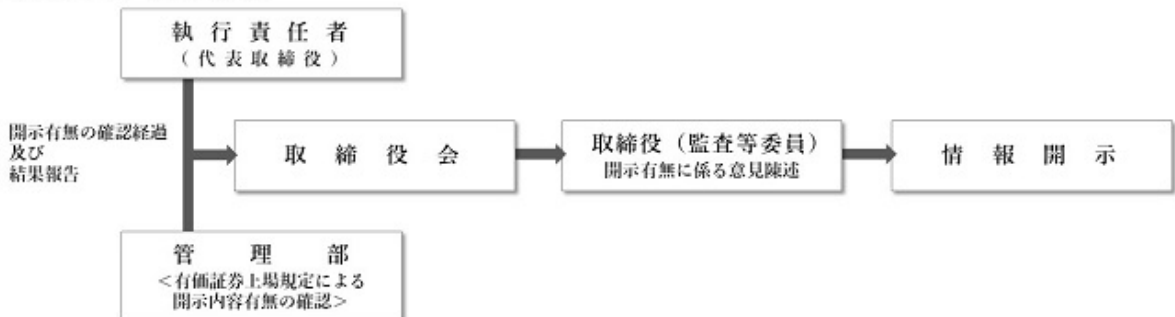 執行責任者
（代表取締役）
開示有無の確認経過
及び
結果報告
取締役会
取締役（監査等委員）
開示有無に係る意見陳述
情報開示
管理部
＜有価証券上場規定による
開示内容有無の確認＞